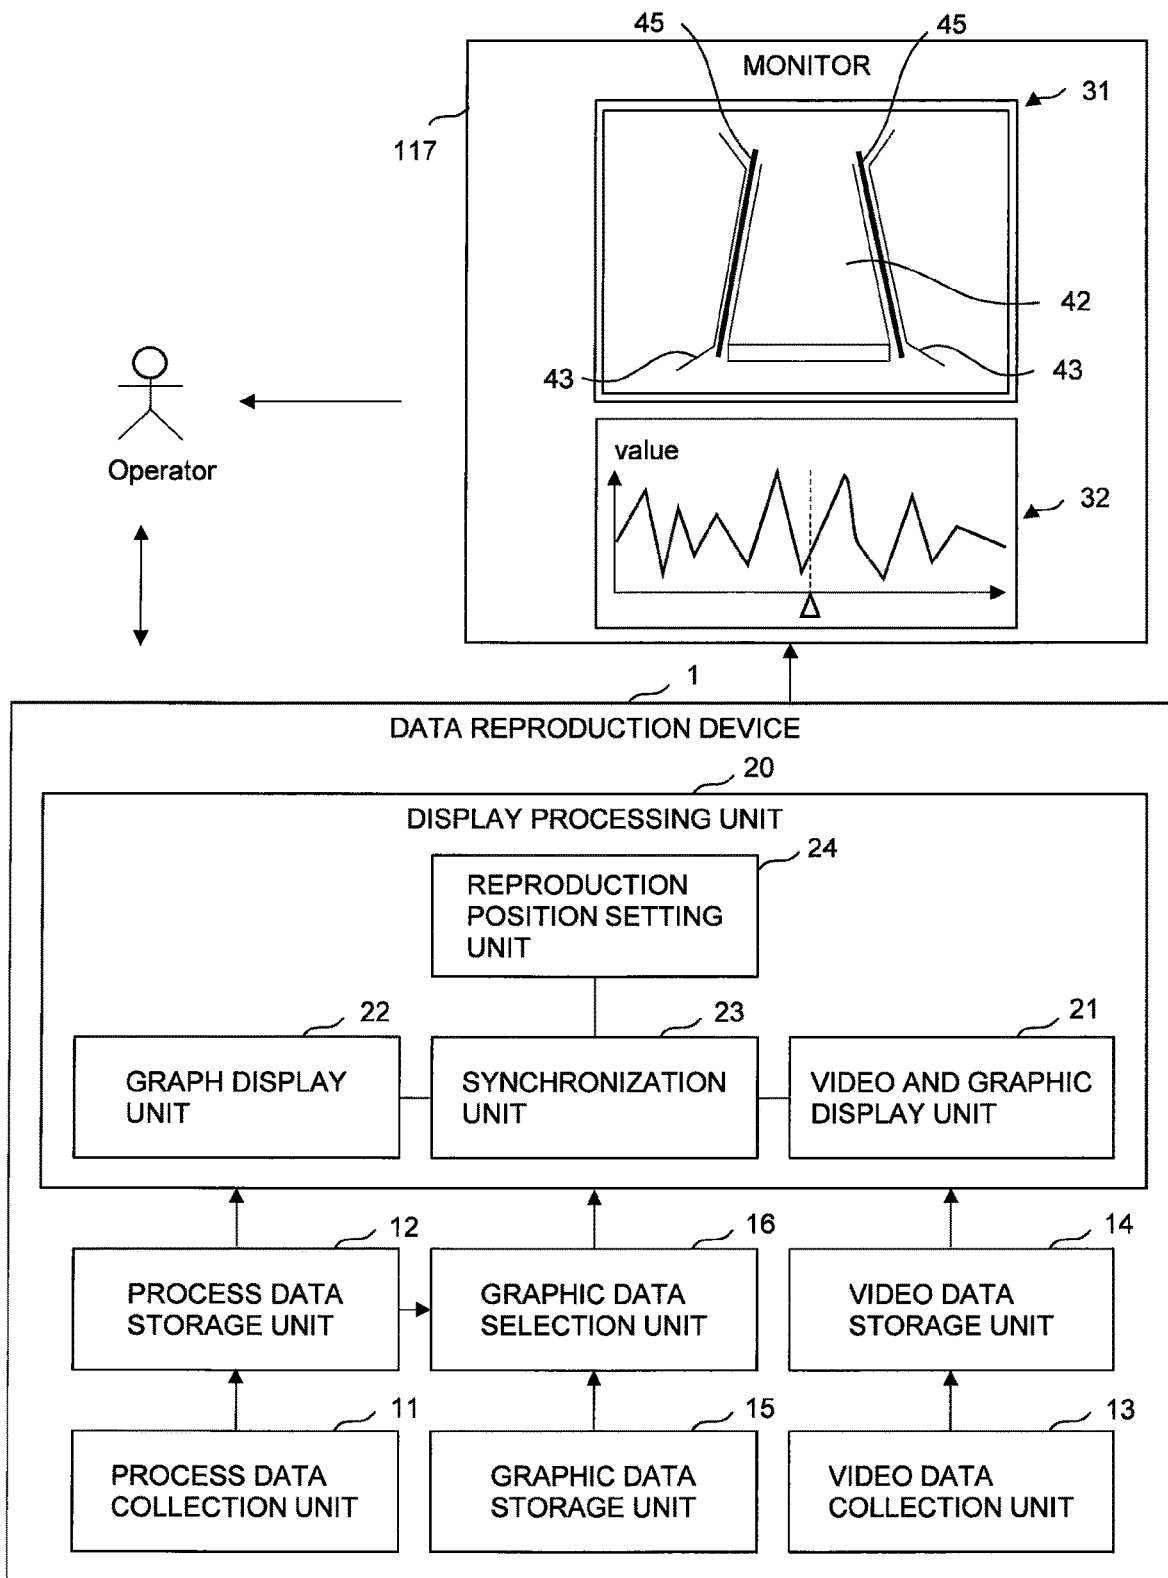 45
45
MONITOR
31
117
42
43
43
Operator
value
32
1
DATA REPRODUCTION DEVICE
20
DISPLAY PROCESSING UNIT
24
REPRODUCTION
POSITION SETTING
UNIT
22
23
21
GRAPH DISPLAY
UNIT
SYNCHRONIZATION
UNIT
VIDEO AND GRAPHIC
DISPLAY UNIT
12
16
14
PROCESS DATA
STORAGE UNIT
GRAPHIC DATA
SELECTION UNIT
VIDEO DATA
STORAGE UNIT
11
15
13
PROCESS DATA
COLLECTION UNIT
GRAPHIC DATA
STORAGE UNIT
VIDEO DATA
COLLECTION UNIT